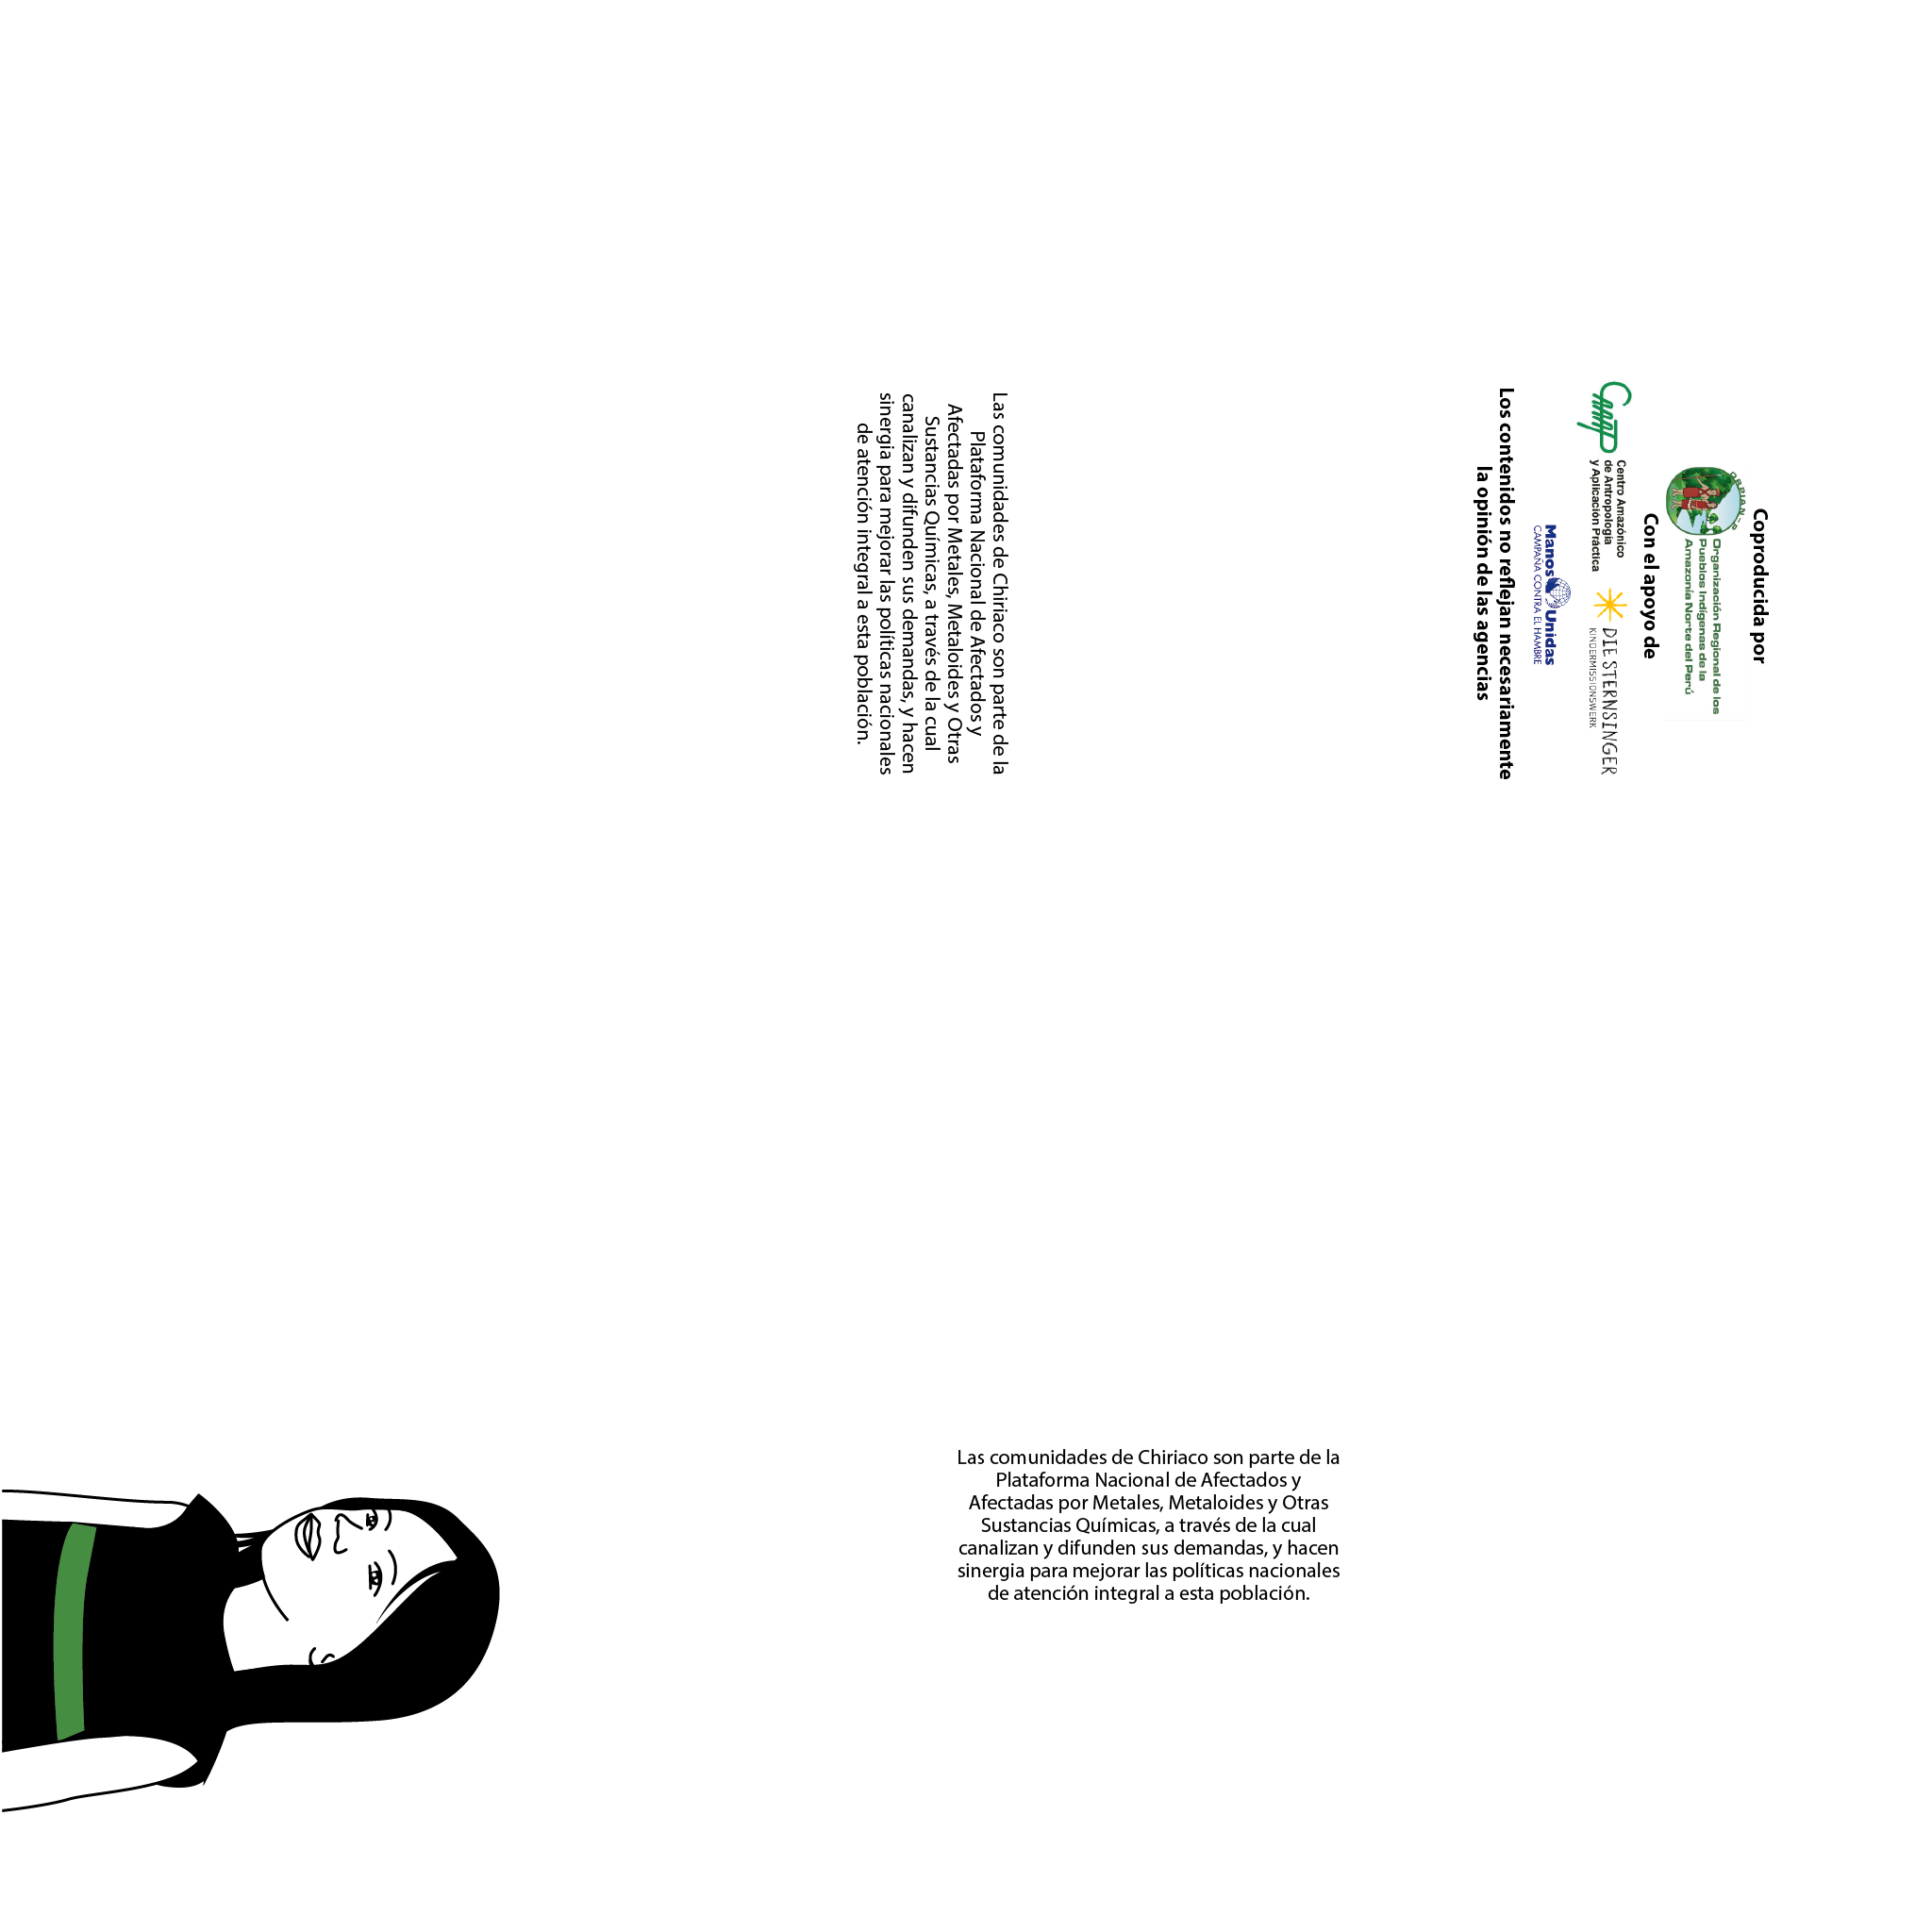 Coproducida por
ORPIAN-P
Organización Regional de los
Pueblos Indígenas de la
Amazonía Norte del Perú
Con el apoyo de
Caaap
Centro Amazónico
de Antropología
y Aplicación Práctica
DIE STERNSINGER
KINDERMISSIONSWERK
Manos Unidas
CAMPAÑA CONTRA EL HAMBRE
Los contenidos no reflejan necesariamente
la opinión de las agencias
Las comunidades de Chiriaco son parte de la
Plataforma Nacional de Afectados y
Afectadas por Metales, Metaloides y Otras
Sustancias Químicas, a través de la cual
canalizan y difunden sus demandas, y hacen
sinergia para mejorar las políticas nacionales
de atención integral a esta población.
Las comunidades de Chiriaco son parte de la
Plataforma Nacional de Afectados y
Afectadas por Metales, Metaloides y Otras
Sustancias Químicas, a través de la cual
canalizan y difunden sus demandas, y hacen
sinergia para mejorar las políticas nacionales
de atención integral a esta población.